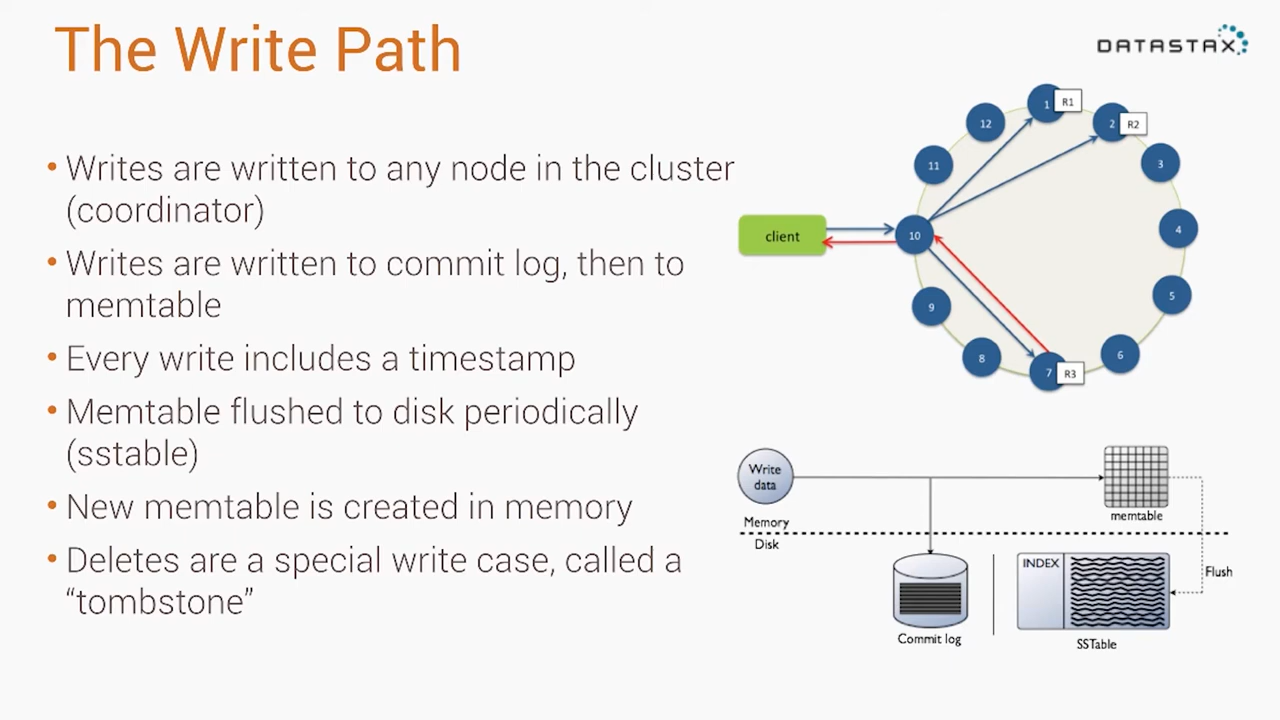 The Write Path
DATASTAX
• Writes are written to any node in the cluster
(coordinator)
• Writes are written to commit log, then to
memtable
• Every write includes a timestamp
• Memtable flushed to disk periodically
(sstable)
• New memtable is created in memory
• Deletes are a special write case, called a
“tombstone”
1
R1
2
R2
12
3
11
client
10
4
9
5
8
6
7
R3
Write
data
memtable
Memory
Disk
INDEX
Flush
Commit log
SSTable